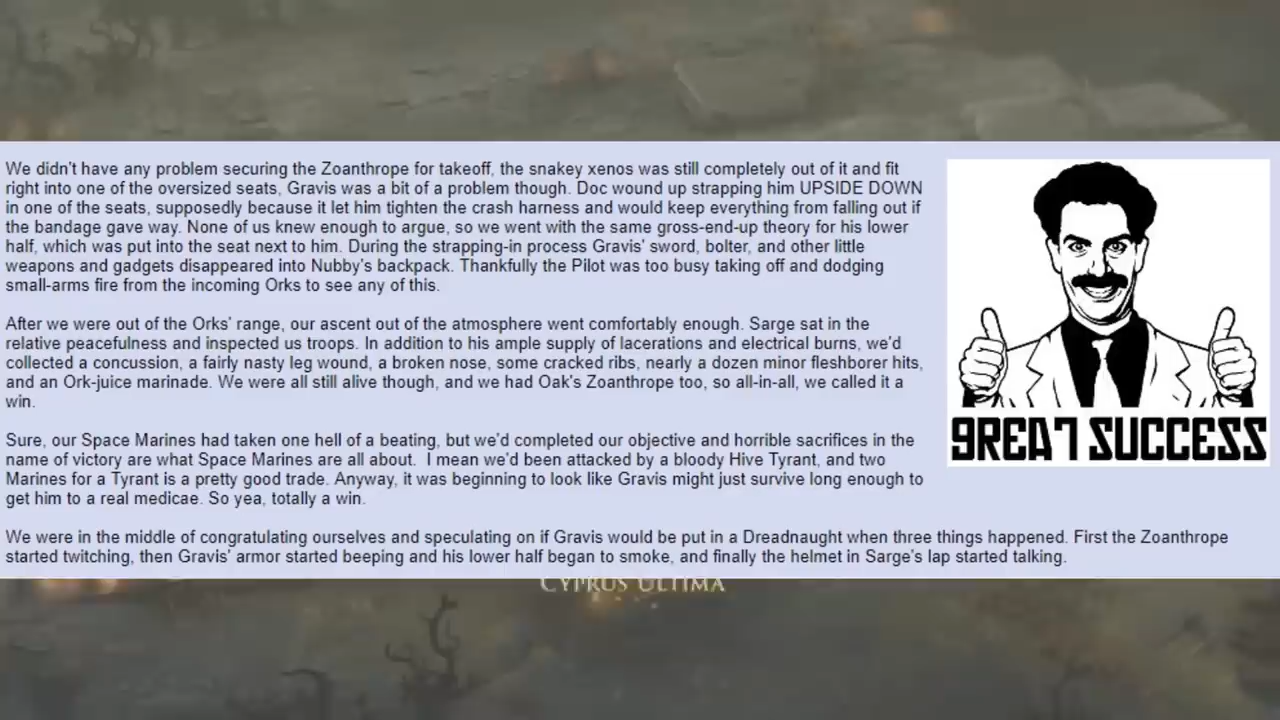 We didn't have any problem securing the Zoanthrope for takeoff, the snakey xenos was still completely out of it and fit
right into one of the oversized seats, Gravis was a bit of a problem though. Doc wound up strapping him UPSIDE DOWN
in one of the seats, supposedly because it let him tighten the crash harness and would keep everything from falling out if
the bandage gave way. None of us knew enough to argue, so we went with the same gross-end-up theory for his lower
half, which was put into the seat next to him. During the strapping-in process Gravis' sword, bolter, and other little
weapons and gadgets disappeared into Nubby's backpack. Thankfully the Pilot was too busy taking off and dodging
small-arms fire from the incoming Orks to see any of this.
After we were out of the Orks' range, our ascent out of the atmosphere went comfortably enough. Sarge sat in the
relative peacefulness and inspected us troops. In addition to his ample supply of lacerations and electrical burns, we'd
collected a concussion, a fairly nasty leg wound, a broken nose, some cracked ribs, nearly a dozen minor fleshborer hits,
and an Ork-juice marinade. We were all still alive though, and we had Oak's Zoanthrope too, so all-in-all, we called it a
win.
Sure, our Space Marines had taken one hell of a beating, but we'd completed our objective and horrible sacrifices in the
name of victory are what Space Marines are all about. I mean we'd been attacked by a bloody Hive Tyrant, and two
Marines for a Tyrant is a pretty good trade. Anyway, it was beginning to look like Gravis might just survive long enough to
get him to a real medicae. So yea, totally a win.
We were in the middle of congratulating ourselves and speculating on if Gravis would be put in a Dreadnaught when three things happened. First the Zoanthrope
started twitching, then Gravis' armor started beeping and his lower half began to smoke, and finally the helmet in Sarge's lap started talking.
GREAT SUCCESS
CYPRUS ULTIMA